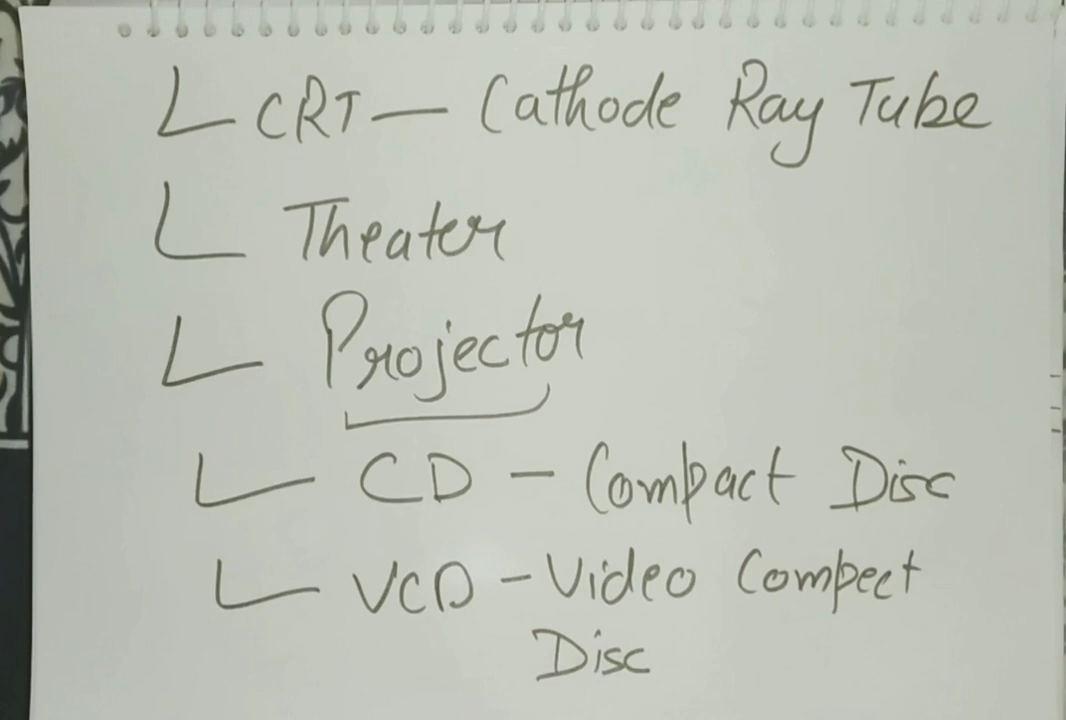 CRT - Cathode Ray Tube
Theater
Projector
CD - Compact Disc
VCD - Video Compect
Disc